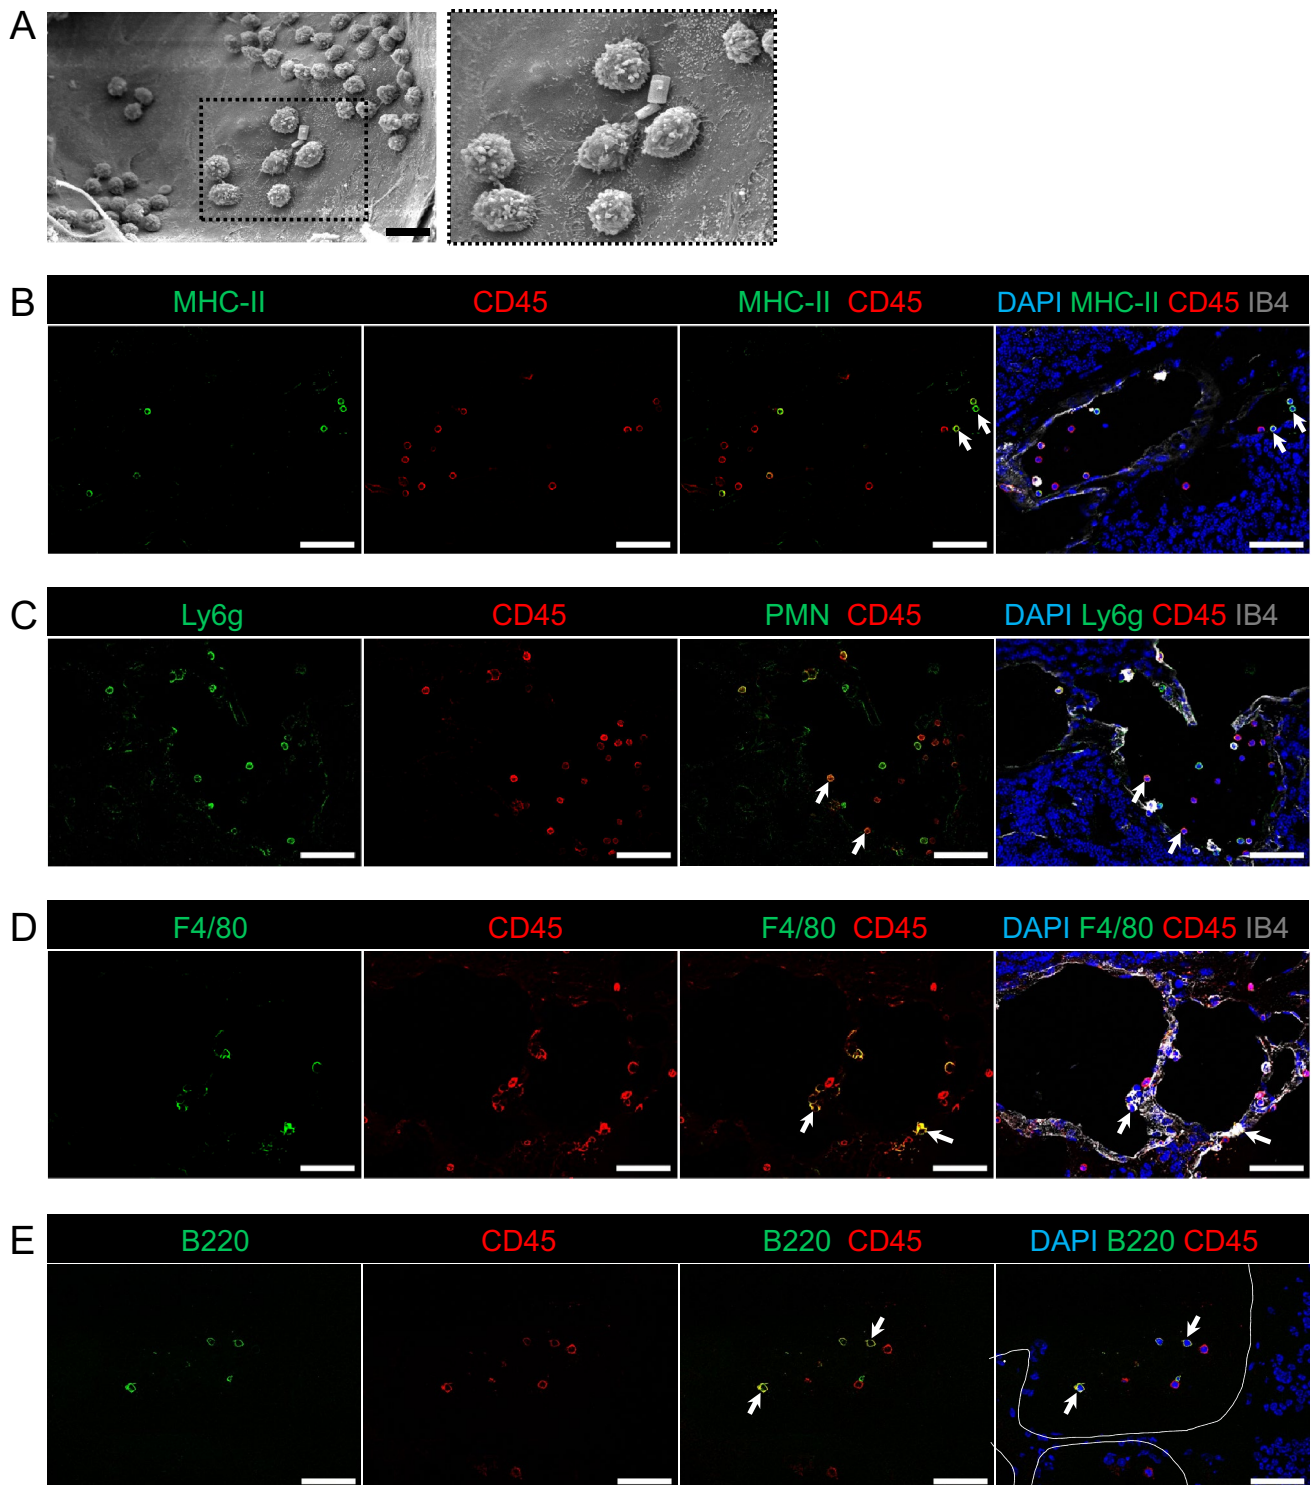 A
B
MHC-II CD45 MHC-II CD45 DAPI MHC-II CD45 IB4
C
Ly6g CD45 PMN CD45 DAPI Ly6g CD45 IB4
D
F4/80 CD45 F4/80 CD45 DAPI F4/80 CD45 IB4
E
B220 CD45 B220 CD45 DAPI B220 CD45